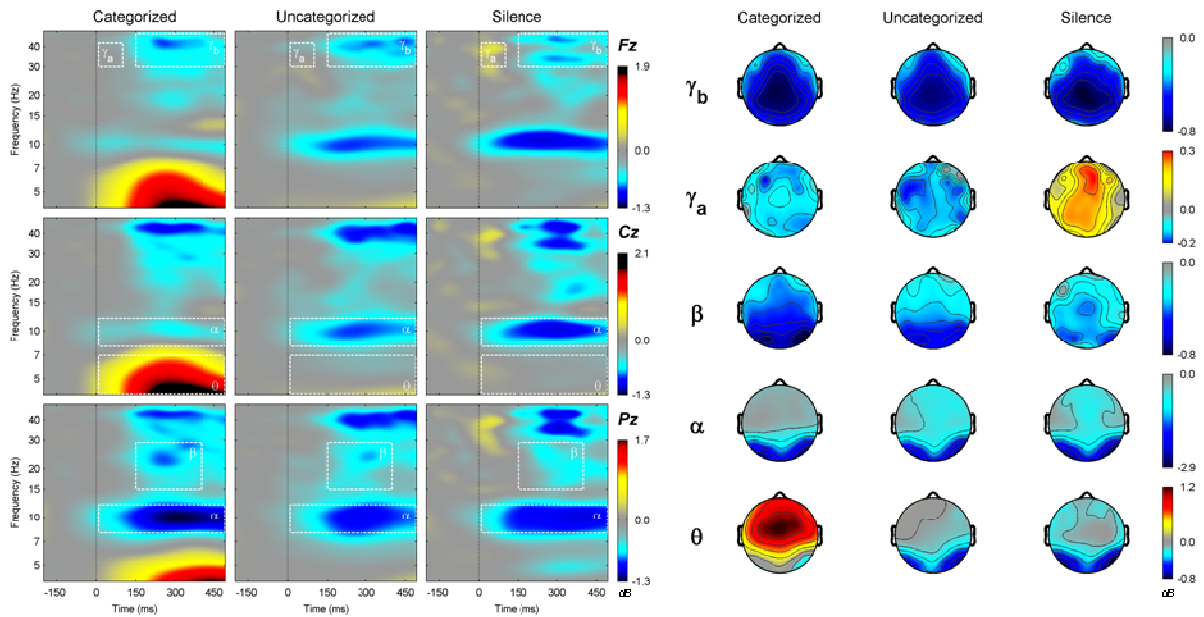 Categorized Uncategorized Silence
Fz
40 30 20 15 10 7 5
Frequency (Hz)
γa γb γa γb γa γb
1.9 0.0 -1.3
Cz
40 30 20 15 10 7 5
Frequency (Hz)
α α α
θ θ θ
2.1 0.0 -1.3
Pz
40 30 20 15 10 7 5
Frequency (Hz)
β β β
α α α
1.7 0.0 -1.3
dB
-150 0 150 300 450 -150 0 150 300 450 -150 0 150 300 450
Time (ms) Time (ms) Time (ms)
Categorized Uncategorized Silence
γb 0.0 -0.8
γa 0.3 0.0 -0.2
β 0.0 -0.8
α 0.0 -2.9
θ 1.2 0.0 -0.8
dB